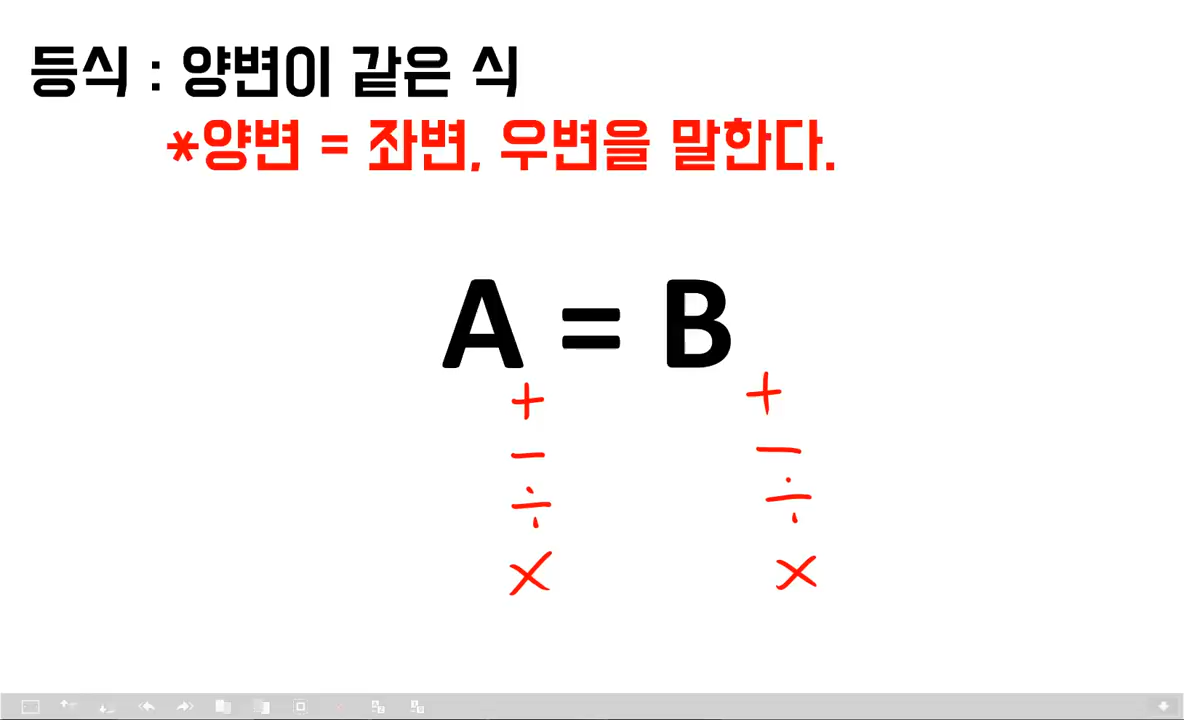 등식 : 양변이 같은 식
*양변 = 좌변, 우변을 말한다.
A = B
+ +
− −
÷ ÷
× ×